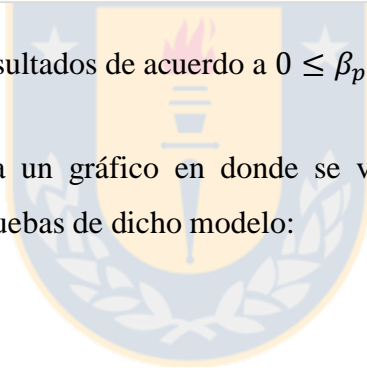 sultados de acuerdo a 0 ≤ βₚ
a un gráfico en donde se v
uebas de dicho modelo: